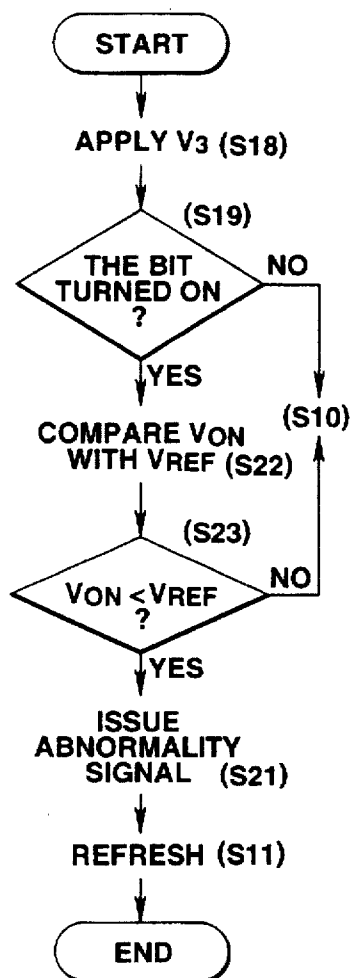 START
APPLY V3 (S18)
(S19)
THE BIT
TURNED ON
?
NO
YES
(S10)
COMPARE VON
WITH VREF (S22)
(S23)
VON < VREF
?
NO
YES
ISSUE
ABNORMALITY
SIGNAL (S21)
REFRESH (S11)
END